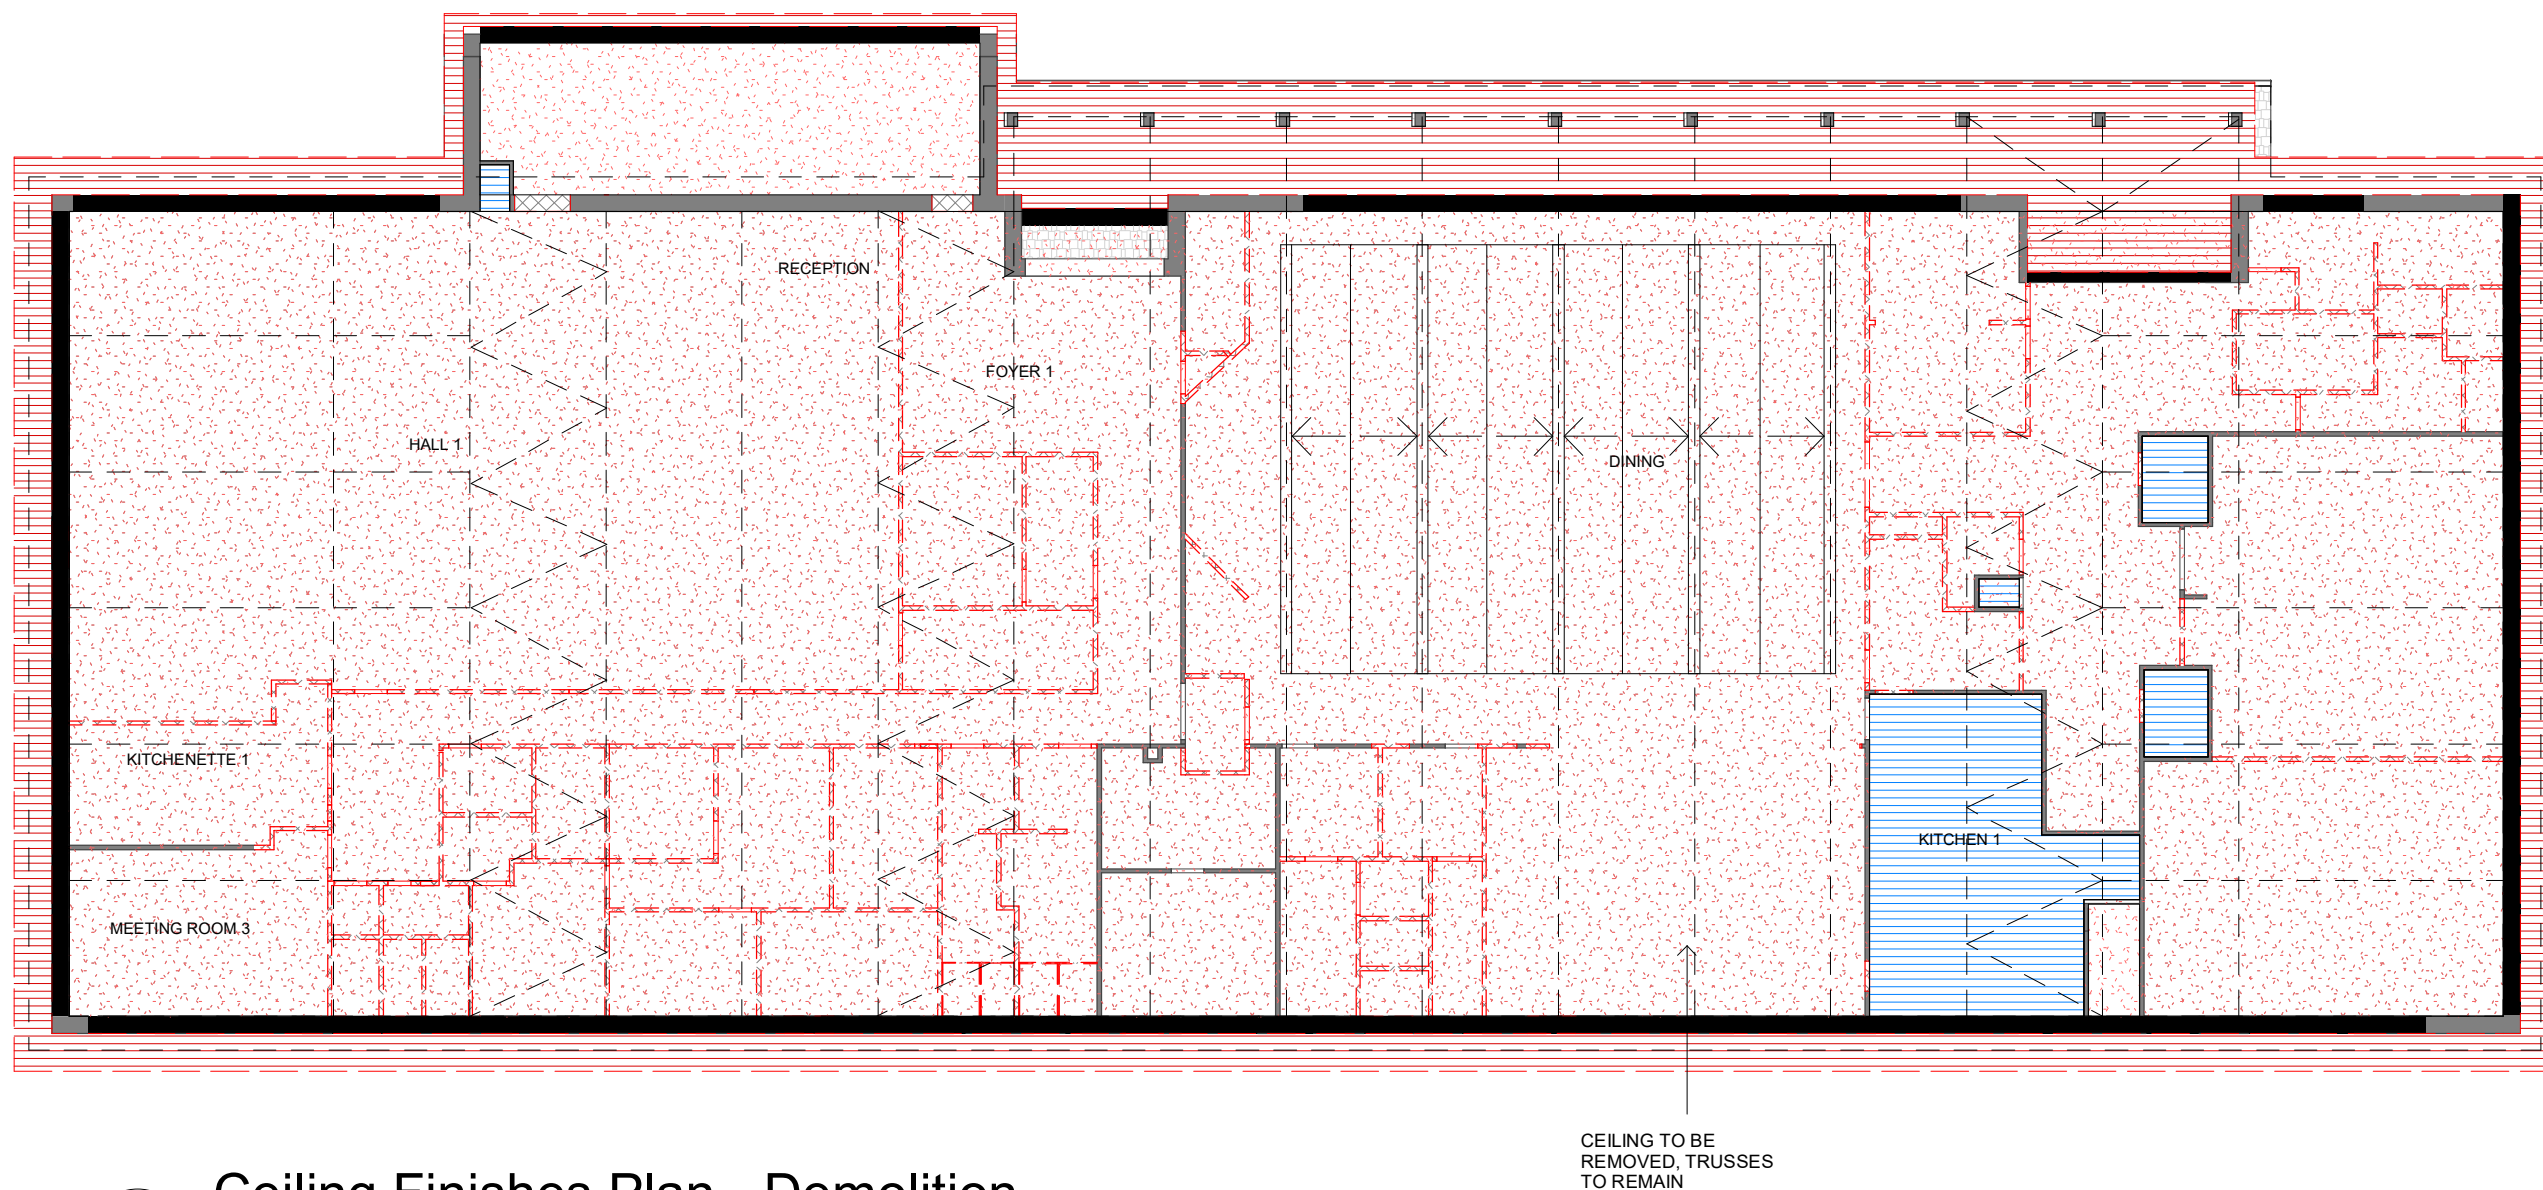 RECEPTION
FOYER 1
HALL 1
DINING
KITCHENETTE 1
KITCHEN 1
MEETING ROOM 3
CEILING TO BE
REMOVED, TRUSSES
TO REMAIN
Ceiling Finishes Plan - Demolition